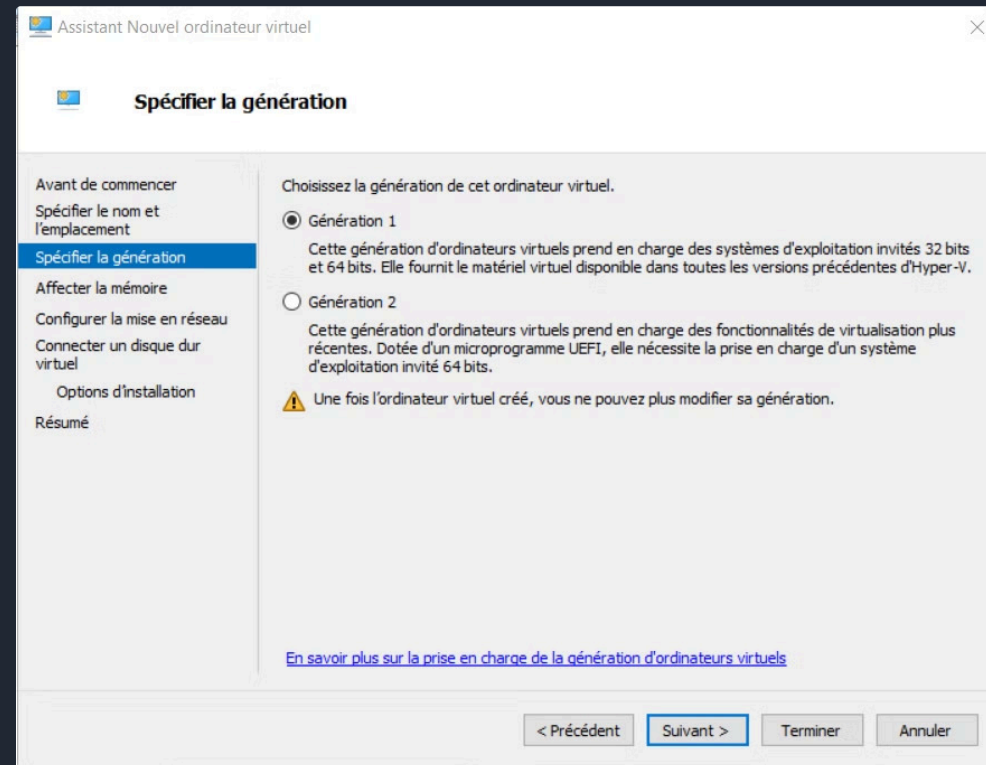 Assistant Nouvel ordinateur virtuel
Spécifier la génération
Avant de commencer
Spécifier le nom et
l'emplacement
Spécifier la génération
Affecter la mémoire
Configurer la mise en réseau
Connecter un disque dur
virtuel
Options d'installation
Résumé
Choisissez la génération de cet ordinateur virtuel.
Génération 1
Cette génération d'ordinateurs virtuels prend en charge des systèmes d'exploitation invités 32 bits
et 64 bits. Elle fournit le matériel virtuel disponible dans toutes les versions précédentes d'Hyper-V.
Génération 2
Cette génération d'ordinateurs virtuels prend en charge des fonctionnalités de virtualisation plus
récentes. Dotée d'un microprogramme UEFI, elle nécessite la prise en charge d'un système
d'exploitation invité 64 bits.
Une fois l'ordinateur virtuel créé, vous ne pouvez plus modifier sa génération.
En savoir plus sur la prise en charge de la génération d'ordinateurs virtuels
< Précédent
Suivant >
Terminer
Annuler